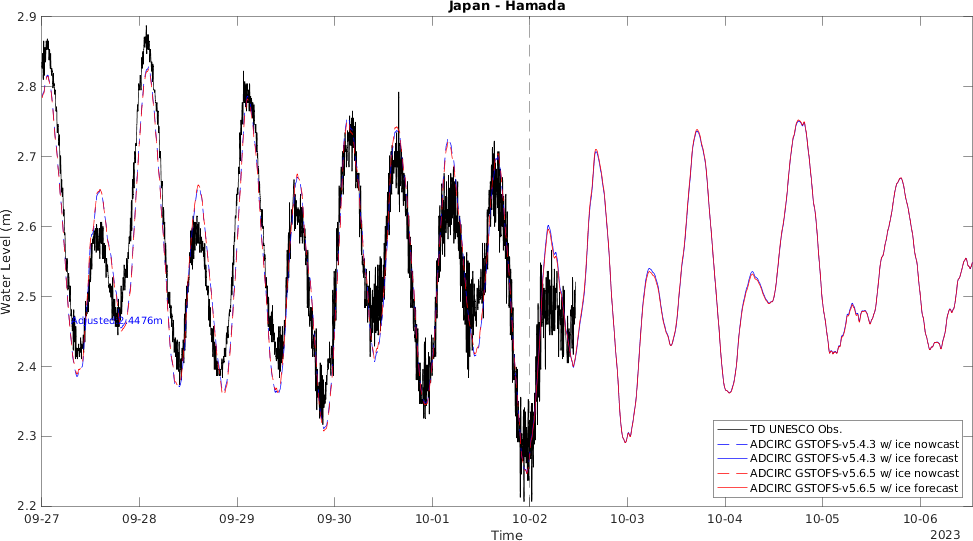 Japan - Hamada
Water Level (m)
2.9
2.8
2.7
2.6
2.5
2.4
2.3
2.2
Adjusted 2.4476m
TD UNESCO Obs.
ADCIRC GSTOFS-v5.4.3 w/ ice nowcast
ADCIRC GSTOFS-v5.4.3 w/ ice forecast
ADCIRC GSTOFS-v5.6.5 w/ ice nowcast
ADCIRC GSTOFS-v5.6.5 w/ ice forecast
09-27 09-28 09-29 09-30 10-01 10-02 10-03 10-04 10-05 10-06
Time
2023